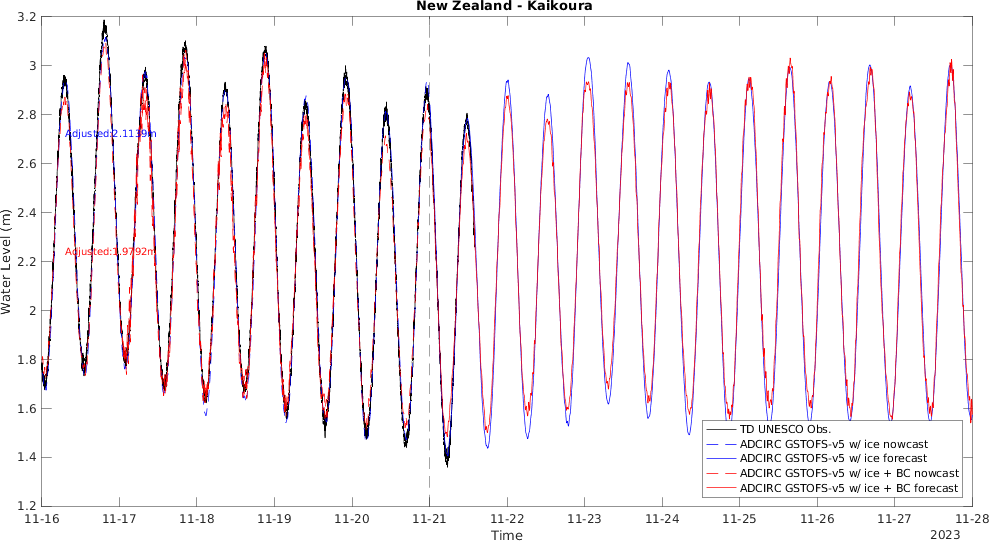 New Zealand - Kaikoura
Water Level (m)
3.2
3
2.8
2.6
2.4
2.2
2
1.8
1.6
1.4
1.2
Adjusted:2.1139m
Adjusted:1.9792m
TD UNESCO Obs.
ADCIRC GSTOFS-v5 w/ ice nowcast
ADCIRC GSTOFS-v5 w/ ice forecast
ADCIRC GSTOFS-v5 w/ ice + BC nowcast
ADCIRC GSTOFS-v5 w/ ice + BC forecast
11-16 11-17 11-18 11-19 11-20 11-21 11-22 11-23 11-24 11-25 11-26 11-27 11-28
Time
2023